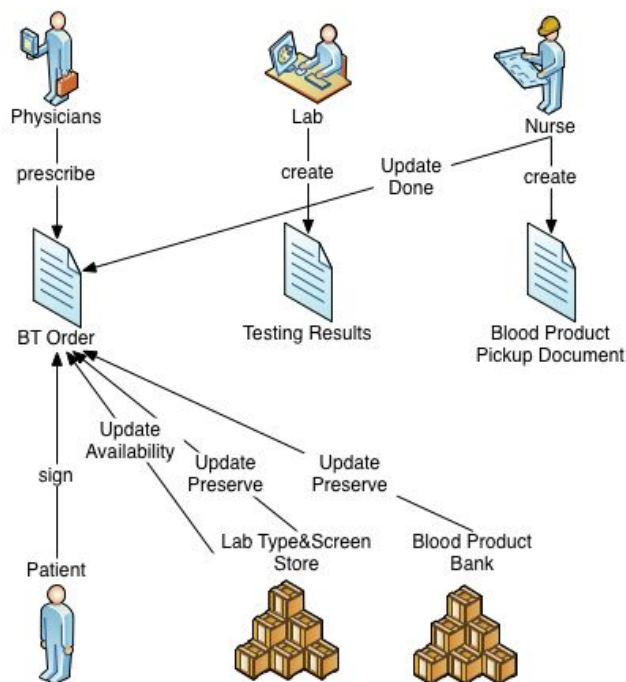 Physicians
Lab
Nurse
prescribe
create
Update
Done
create
BT Order
Testing Results
Blood Product
Pickup Document
Update
Availability
Update
Preserve
Update
Preserve
sign
Patient
Lab Type&Screen
Store
Blood Product
Bank